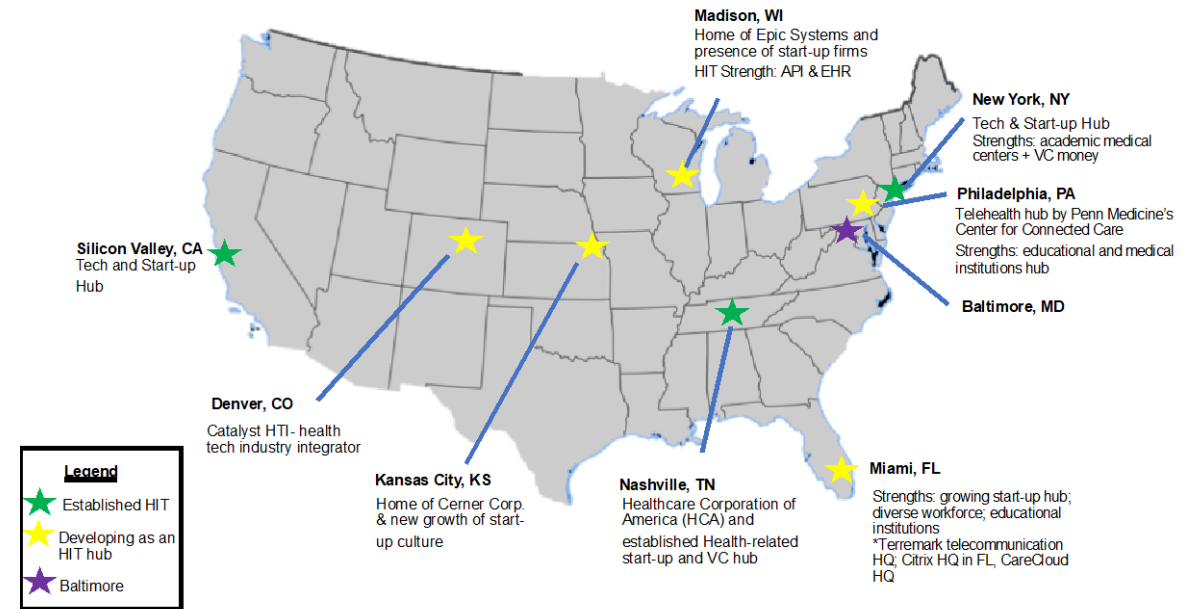 Madison, WI
Home of Epic Systems and
presence of start-up firms
HIT Strength: API & EHR
New York, NY
Tech & Start-up Hub
Strengths: academic medical
centers + VC money
Philadelphia, PA
Telehealth hub by Penn Medicine's
Center for Connected Care
Strengths: educational and medical
institutions hub
Baltimore, MD
Silicon Valley, CA
Tech and Start-up
Hub
Denver, CO
Catalyst HTI- health
tech industry integrator
Kansas City, KS
Home of Cerner Corp.
& new growth of start-
up culture
Nashville, TN
Healthcare Corporation of
America (HCA) and
established Health-related
start-up and VC hub
Miami, FL
Strengths: growing start-up hub;
diverse workforce; educational
institutions
*Terremark telecommunication
HQ; Citrix HQ in FL, CareCloud
HQ
Legend
Established HIT
Developing as an
HIT hub
Baltimore